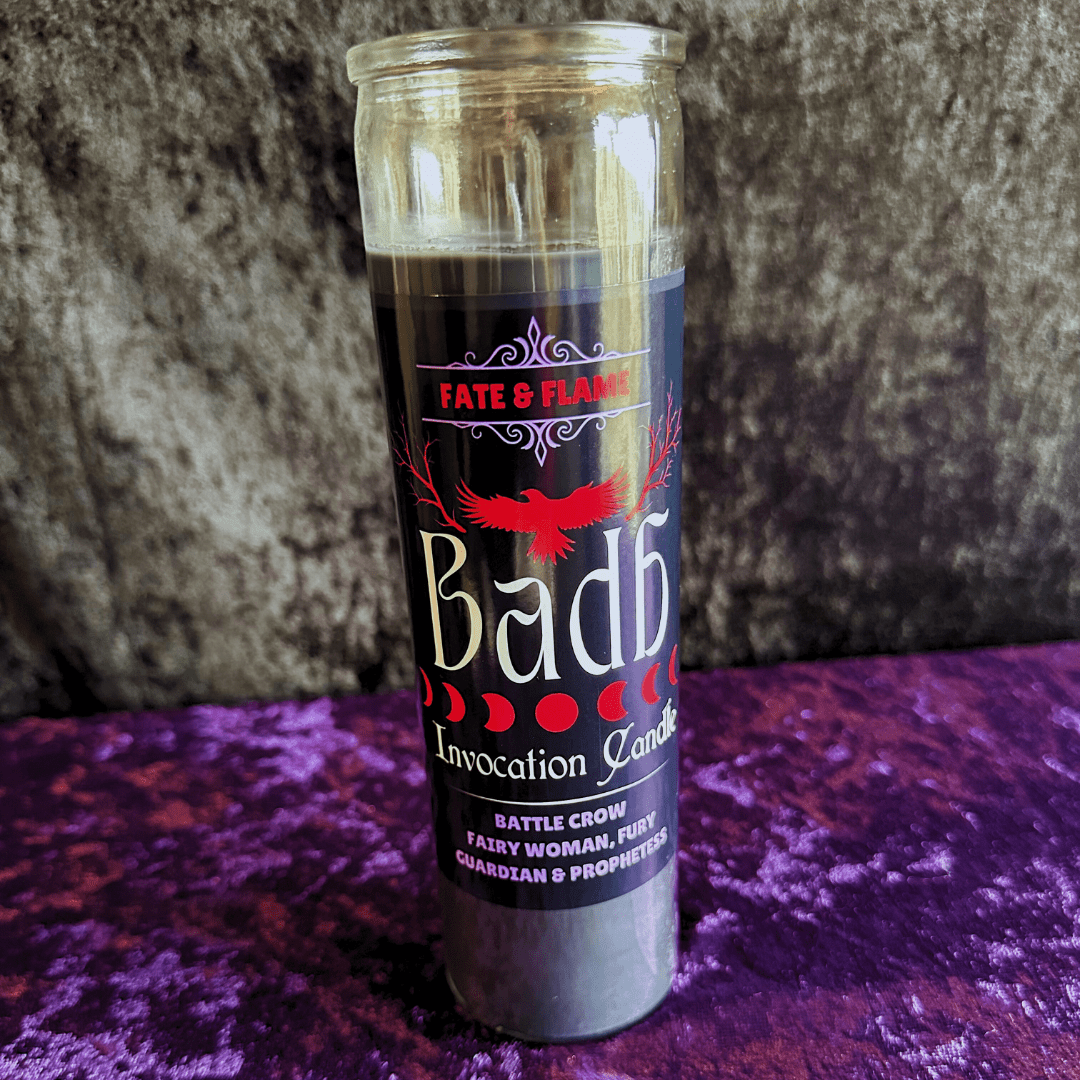 FATE & FLAME
Badb
Invocation Candle
BATTLE CROW
FAIRY WOMAN, FURY
GUARDIAN & PROPHETESS